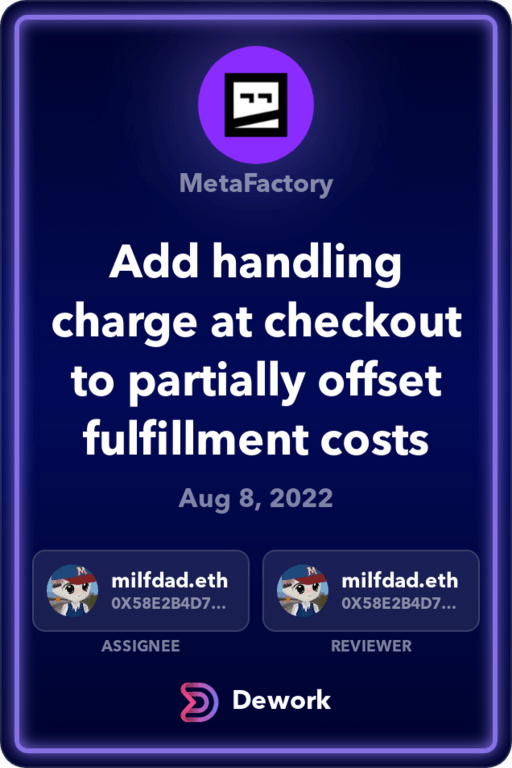 MetaFactory
Add handling
charge at checkout
to partially offset
fulfillment costs
Aug 8, 2022
milfdad.eth
0X58E2B4D7...
ASSIGNEE
milfdad.eth
0X58E2B4D7...
REVIEWER
Dework